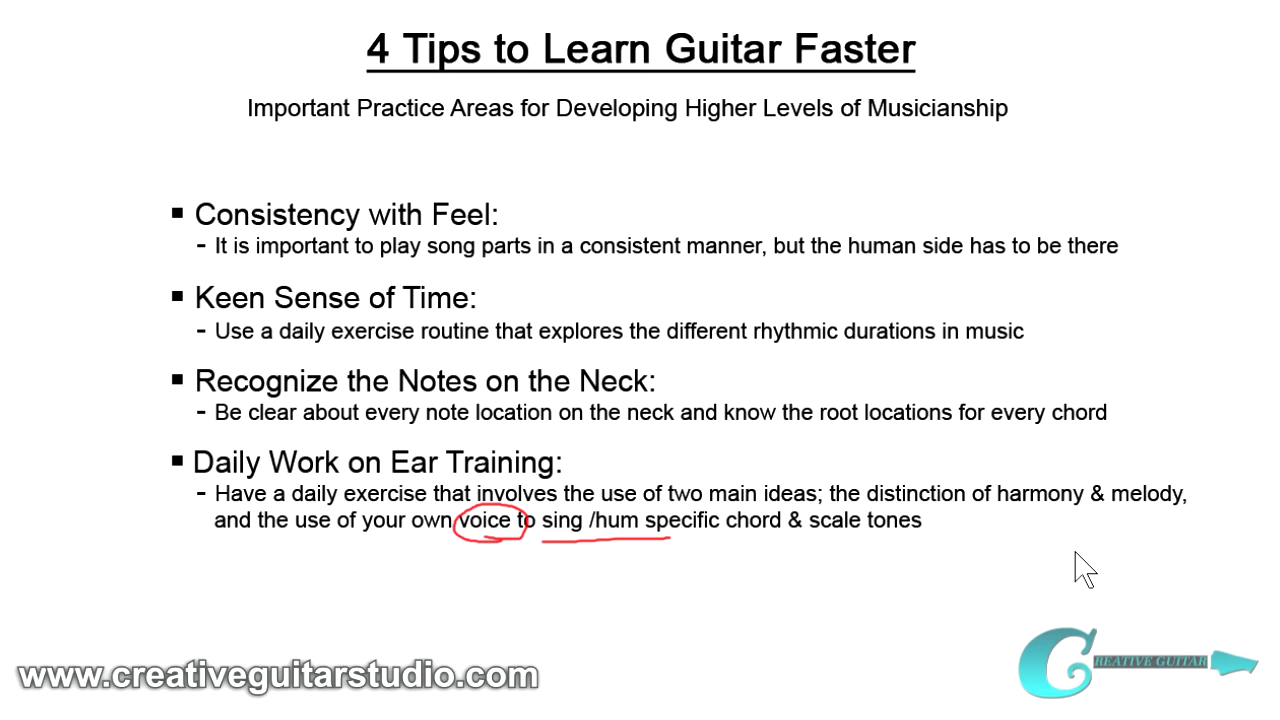 4 Tips to Learn Guitar Faster
Important Practice Areas for Developing Higher Levels of Musicianship
▪ Consistency with Feel:
- It is important to play song parts in a consistent manner, but the human side has to be there
▪ Keen Sense of Time:
- Use a daily exercise routine that explores the different rhythmic durations in music
▪ Recognize the Notes on the Neck:
- Be clear about every note location on the neck and know the root locations for every chord
▪ Daily Work on Ear Training:
- Have a daily exercise that involves the use of two main ideas; the distinction of harmony & melody,
and the use of your own voice to sing /hum specific chord & scale tones
www.creativeguitarstudio.com
CREATIVE GUITAR